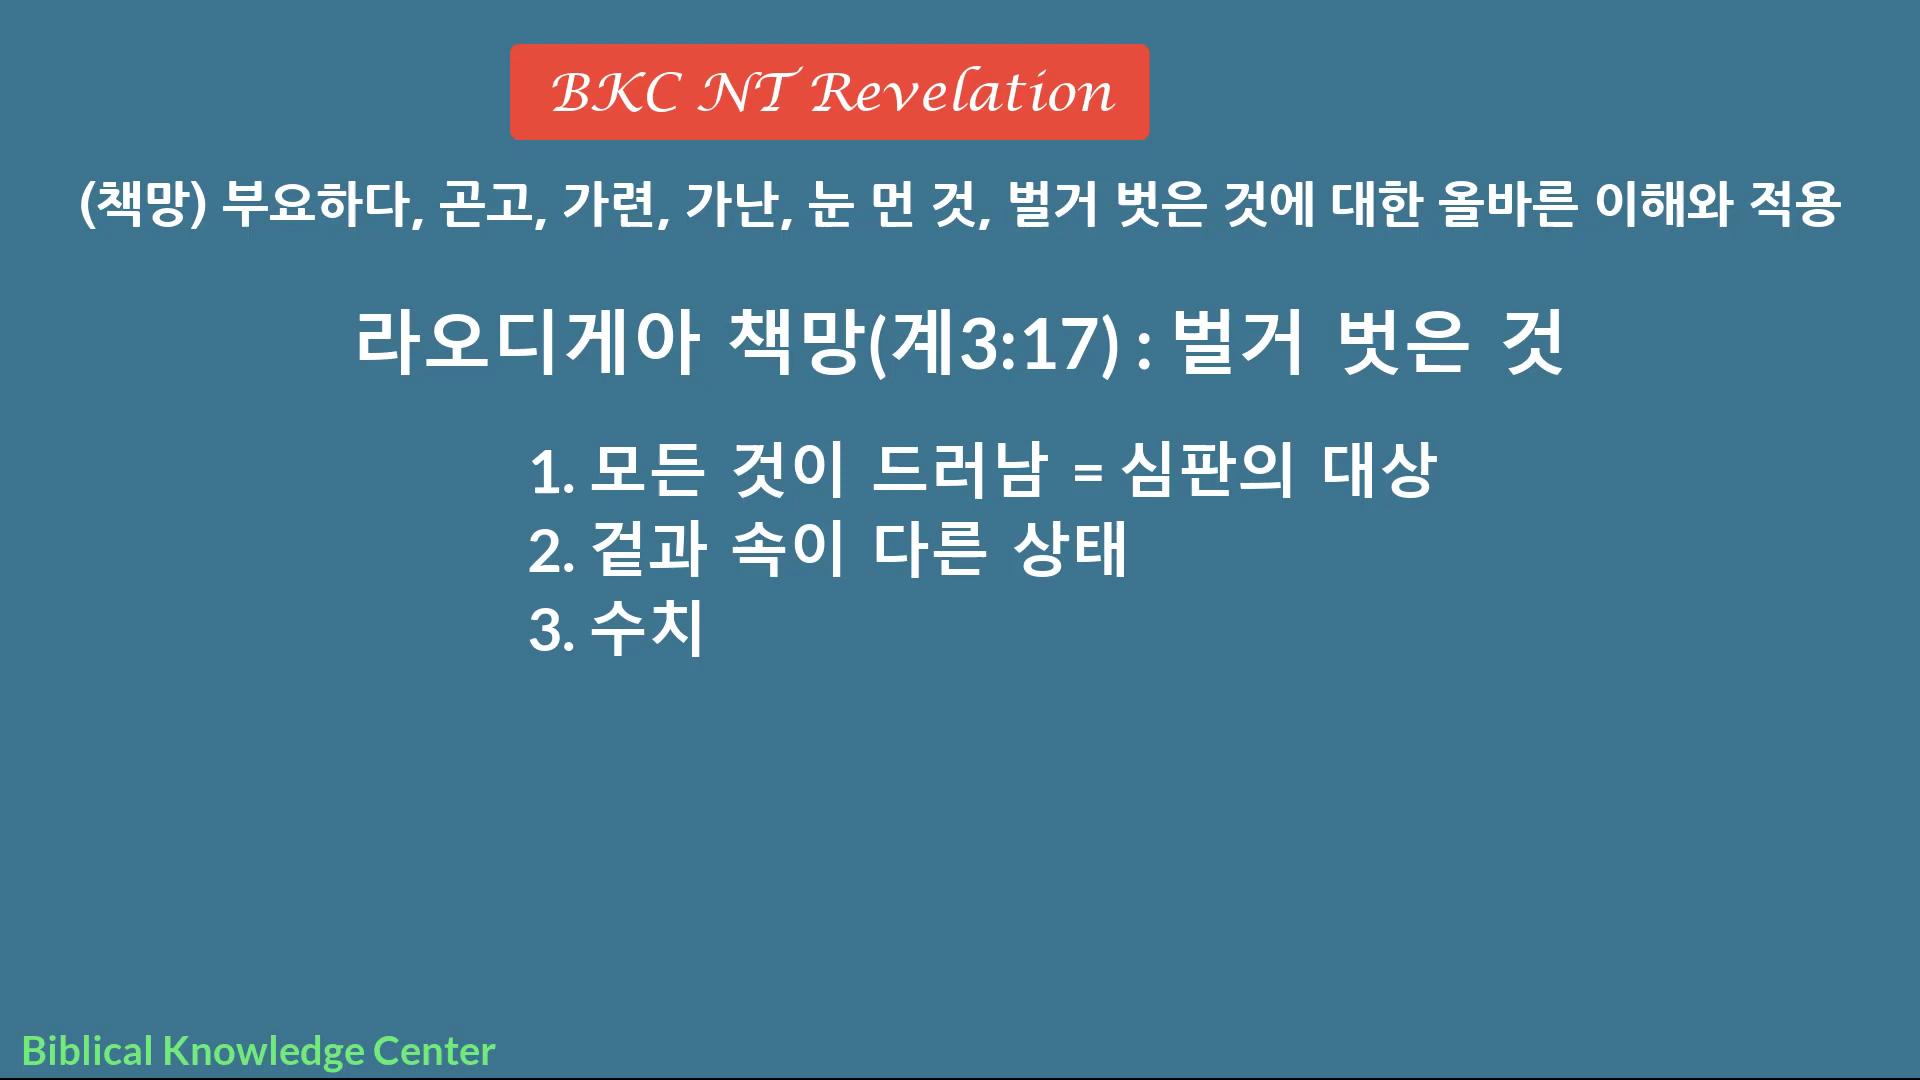 BKC NT Revelation
(책망) 부요하다, 곤고, 가련, 가난, 눈 먼 것, 벌거 벗은 것에 대한 올바른 이해와 적용
라오디게아 책망(계3:17) : 벌거 벗은 것
1. 모든 것이 드러남 = 심판의 대상
2. 겉과 속이 다른 상태
3. 수치
Biblical Knowledge Center